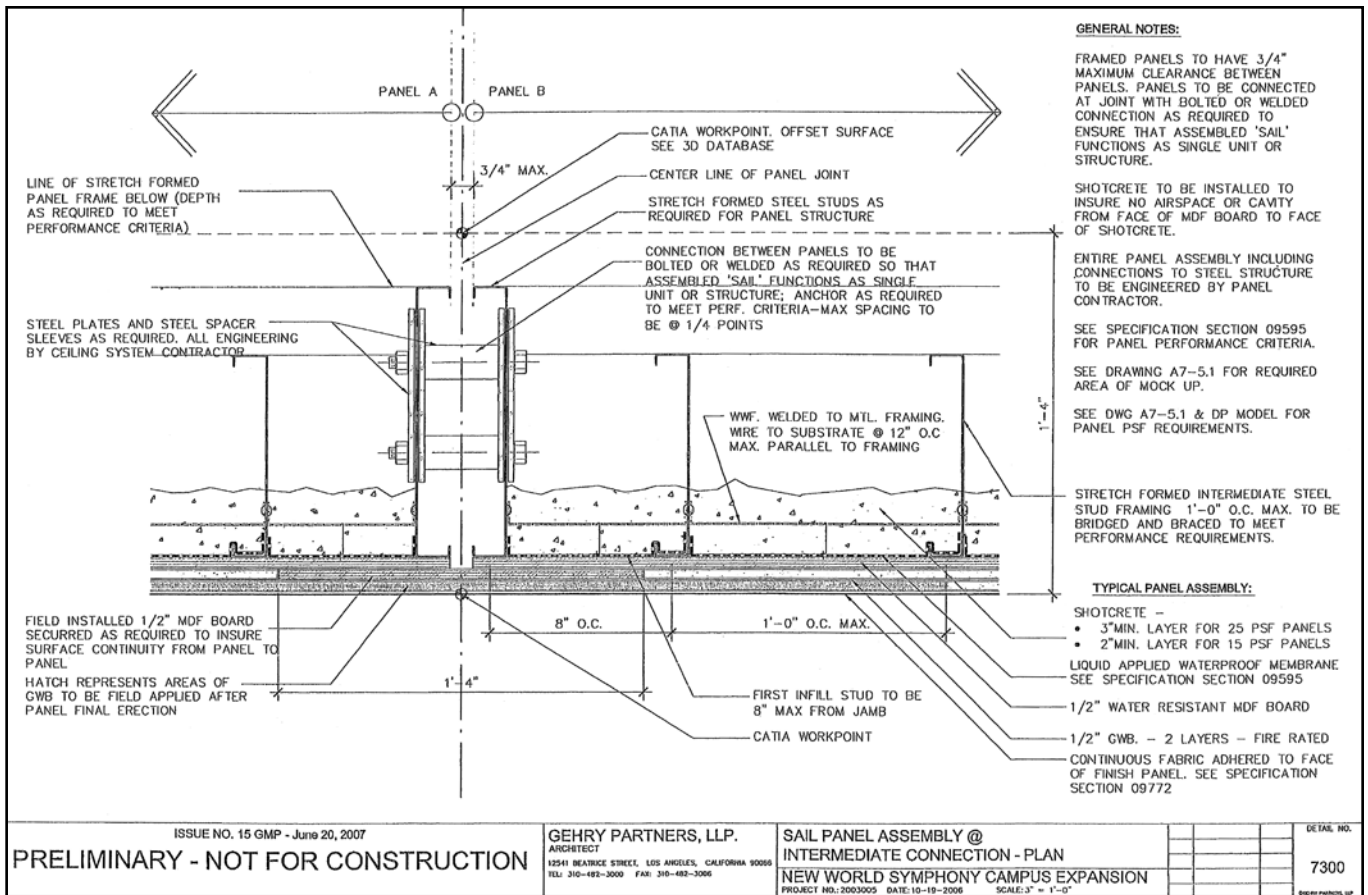 PANEL A
PANEL B
3/4" MAX.
CATIA WORKPOINT. OFFSET SURFACE
SEE 3D DATABASE
CENTER LINE OF PANEL JOINT
STRETCH FORMED STEEL STUDS AS
REQUIRED FOR PANEL STRUCTURE
CONNECTION BETWEEN PANELS TO BE
BOLTED OR WELDED AS REQUIRED SO THAT
ASSEMBLED 'SAIL' FUNCTIONS AS SINGLE
UNIT OR STRUCTURE; ANCHOR AS REQUIRED
TO MEET PERF. CRITERIA-MAX SPACING TO
BE @ 1/4 POINTS
LINE OF STRETCH FORMED
PANEL FRAME BELOW (DEPTH
AS REQUIRED TO MEET
PERFORMANCE CRITERIA)
STEEL PLATES AND STEEL SPACER
SLEEVES AS REQUIRED. ALL ENGINEERING
BY CEILING SYSTEM CONTRACTOR
WWF. WELDED TO MTL. FRAMING.
WIRE TO SUBSTRATE @ 12" O.C
MAX. PARALLEL TO FRAMING
1'-4"
FIELD INSTALLED 1/2" MDF BOARD
SECURRED AS REQUIRED TO INSURE
SURFACE CONTINUITY FROM PANEL TO
PANEL
HATCH REPRESENTS AREAS OF
GWB TO BE FIELD APPLIED AFTER
PANEL FINAL ERECTION
8" O.C.
1'-0" O.C. MAX.
1'-4"
FIRST INFILL STUD TO BE
8" MAX FROM JAMB
CATIA WORKPOINT
GENERAL NOTES:
FRAMED PANELS TO HAVE 3/4"
MAXIMUM CLEARANCE BETWEEN
PANELS. PANELS TO BE CONNECTED
AT JOINT WITH BOLTED OR WELDED
CONNECTION AS REQUIRED TO
ENSURE THAT ASSEMBLED 'SAIL'
FUNCTIONS AS SINGLE UNIT OR
STRUCTURE.
SHOTCRETE TO BE INSTALLED TO
INSURE NO AIRSPACE OR CAVITY
FROM FACE OF MDF BOARD TO FACE
OF SHOTCRETE.
ENTIRE PANEL ASSEMBLY INCLUDING
CONNECTIONS TO STEEL STRUCTURE
TO BE ENGINEERED BY PANEL
CONTRACTOR.
SEE SPECIFICATION SECTION 09595
FOR PANEL PERFORMANCE CRITERIA.
SEE DRAWING A7-5.1 FOR REQUIRED
AREA OF MOCK UP.
SEE DWG A7-5.1 & DP MODEL FOR
PANEL PSF REQUIREMENTS.
STRETCH FORMED INTERMEDIATE STEEL
STUD FRAMING 1'-0" O.C. MAX. TO BE
BRIDGED AND BRACED TO MEET
PERFORMANCE REQUIREMENTS.
TYPICAL PANEL ASSEMBLY:
SHOTCRETE -
• 3"MIN. LAYER FOR 25 PSF PANELS
• 2"MIN. LAYER FOR 15 PSF PANELS
LIQUID APPLIED WATERPROOF MEMBRANE
SEE SPECIFICATION SECTION 09595
1/2" WATER RESISTANT MDF BOARD
1/2" GWB. - 2 LAYERS - FIRE RATED
CONTINUOUS FABRIC ADHERED TO FACE
OF FINISH PANEL. SEE SPECIFICATION
SECTION 09772
ISSUE NO. 15 GMP - June 20, 2007
PRELIMINARY - NOT FOR CONSTRUCTION
GEHRY PARTNERS, LLP.
ARCHITECT
12541 BEATRICE STREET, LOS ANGELES, CALIFORNIA 90066
TEL: 310-482-3000 FAX: 310-482-3006
SAIL PANEL ASSEMBLY @
INTERMEDIATE CONNECTION - PLAN
NEW WORLD SYMPHONY CAMPUS EXPANSION
PROJECT NO.: 2003005 DATE: 10-19-2006 SCALE: 3" = 1'-0"
DETAIL NO.
7300